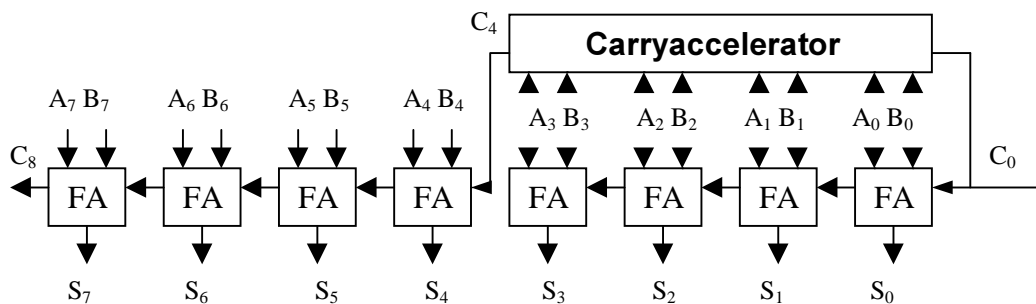 C₄
Carryaccelerator
A₇ B₇ A₆ B₆ A₅ B₅ A₄ B₄ A₃ B₃ A₂ B₂ A₁ B₁ A₀ B₀
C₈ C₀
FA FA FA FA FA FA FA FA
S₇ S₆ S₅ S₄ S₃ S₂ S₁ S₀